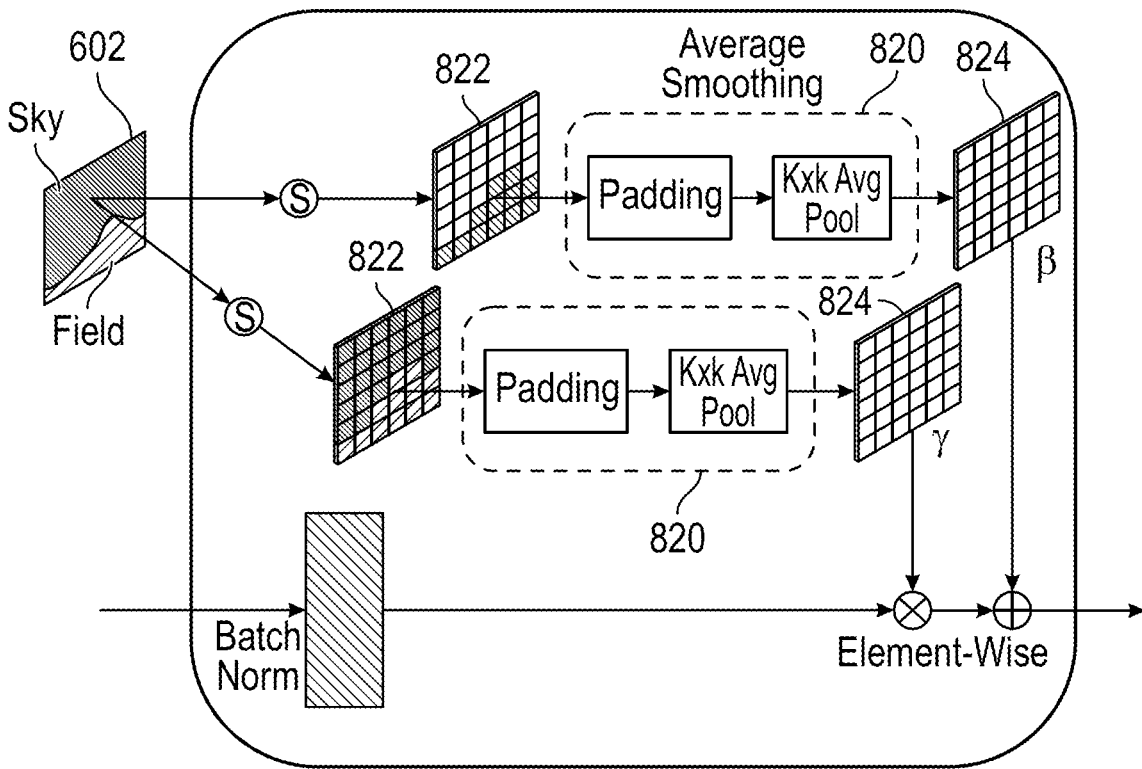 602
Sky
Field
S
S
822
822
Average
Smoothing
820
824
Padding
Kxk Avg
Pool
β
824
Padding
Kxk Avg
Pool
γ
820
Batch
Norm
Element-Wise